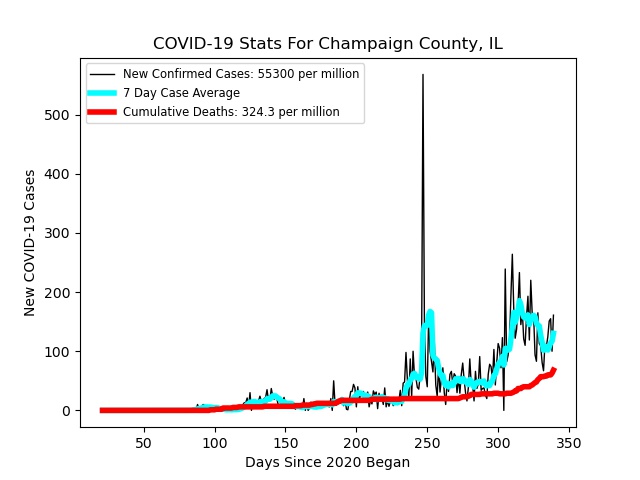 COVID-19 Stats For Champaign County, IL
New Confirmed Cases: 55300 per million
7 Day Case Average
Cumulative Deaths: 324.3 per million
New COVID-19 Cases
500
400
300
200
100
0
50
100
150
200
250
300
350
Days Since 2020 Began